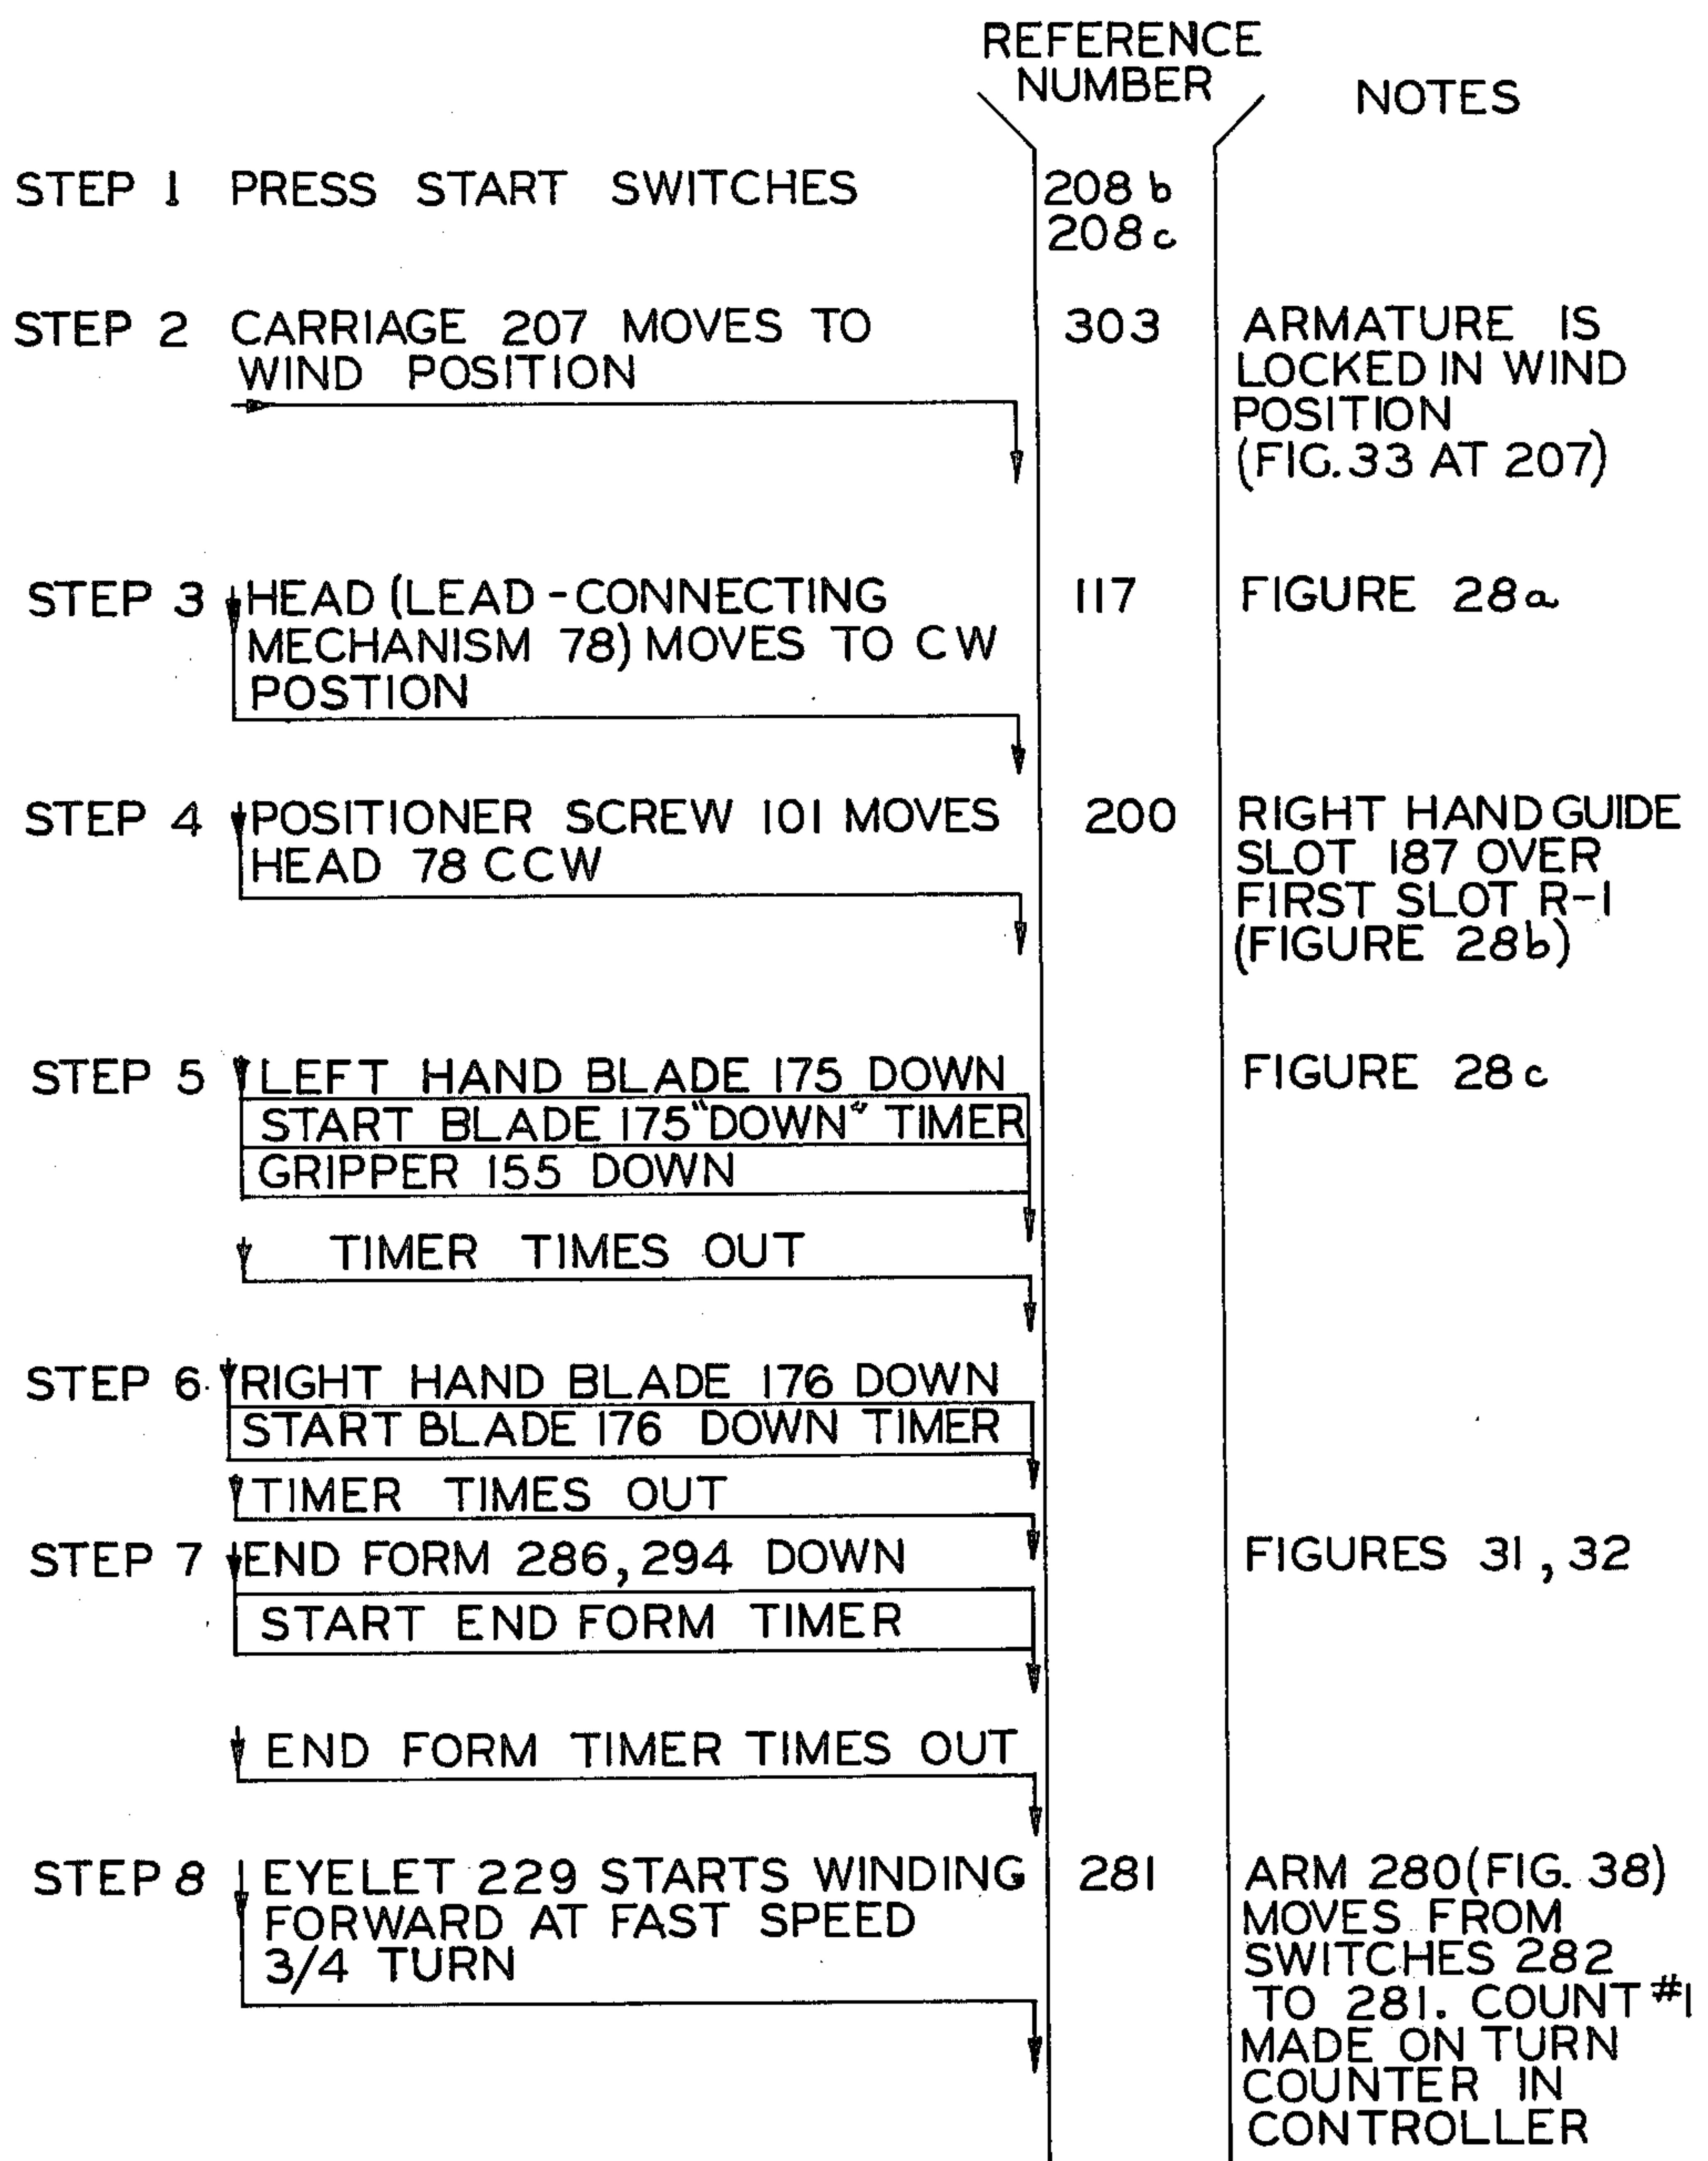 REFERENCE
NUMBER
NOTES
STEP 1 PRESS START SWITCHES 208b
208c
STEP 2 CARRIAGE 207 MOVES TO 303 ARMATURE IS
WIND POSITION LOCKED IN WIND
POSITION
(FIG.33 AT 207)
STEP 3 HEAD (LEAD-CONNECTING 117 FIGURE 28a
MECHANISM 78) MOVES TO CW
POSTION
STEP 4 POSITIONER SCREW 101 MOVES 200 RIGHT HAND GUIDE
HEAD 78 CCW SLOT 187 OVER
FIRST SLOT R-1
(FIGURE 28b)
STEP 5 LEFT HAND BLADE 175 DOWN FIGURE 28c
START BLADE 175 "DOWN" TIMER
GRIPPER 155 DOWN
TIMER TIMES OUT
STEP 6 RIGHT HAND BLADE 176 DOWN
START BLADE 176 DOWN TIMER
TIMER TIMES OUT
STEP 7 END FORM 286, 294 DOWN FIGURES 31, 32
START END FORM TIMER
END FORM TIMER TIMES OUT
STEP 8 EYELET 229 STARTS WINDING 281 ARM 280 (FIG. 38)
FORWARD AT FAST SPEED MOVES FROM
3/4 TURN SWITCHES 282
TO 281. COUNT #1
MADE ON TURN
COUNTER IN
CONTROLLER